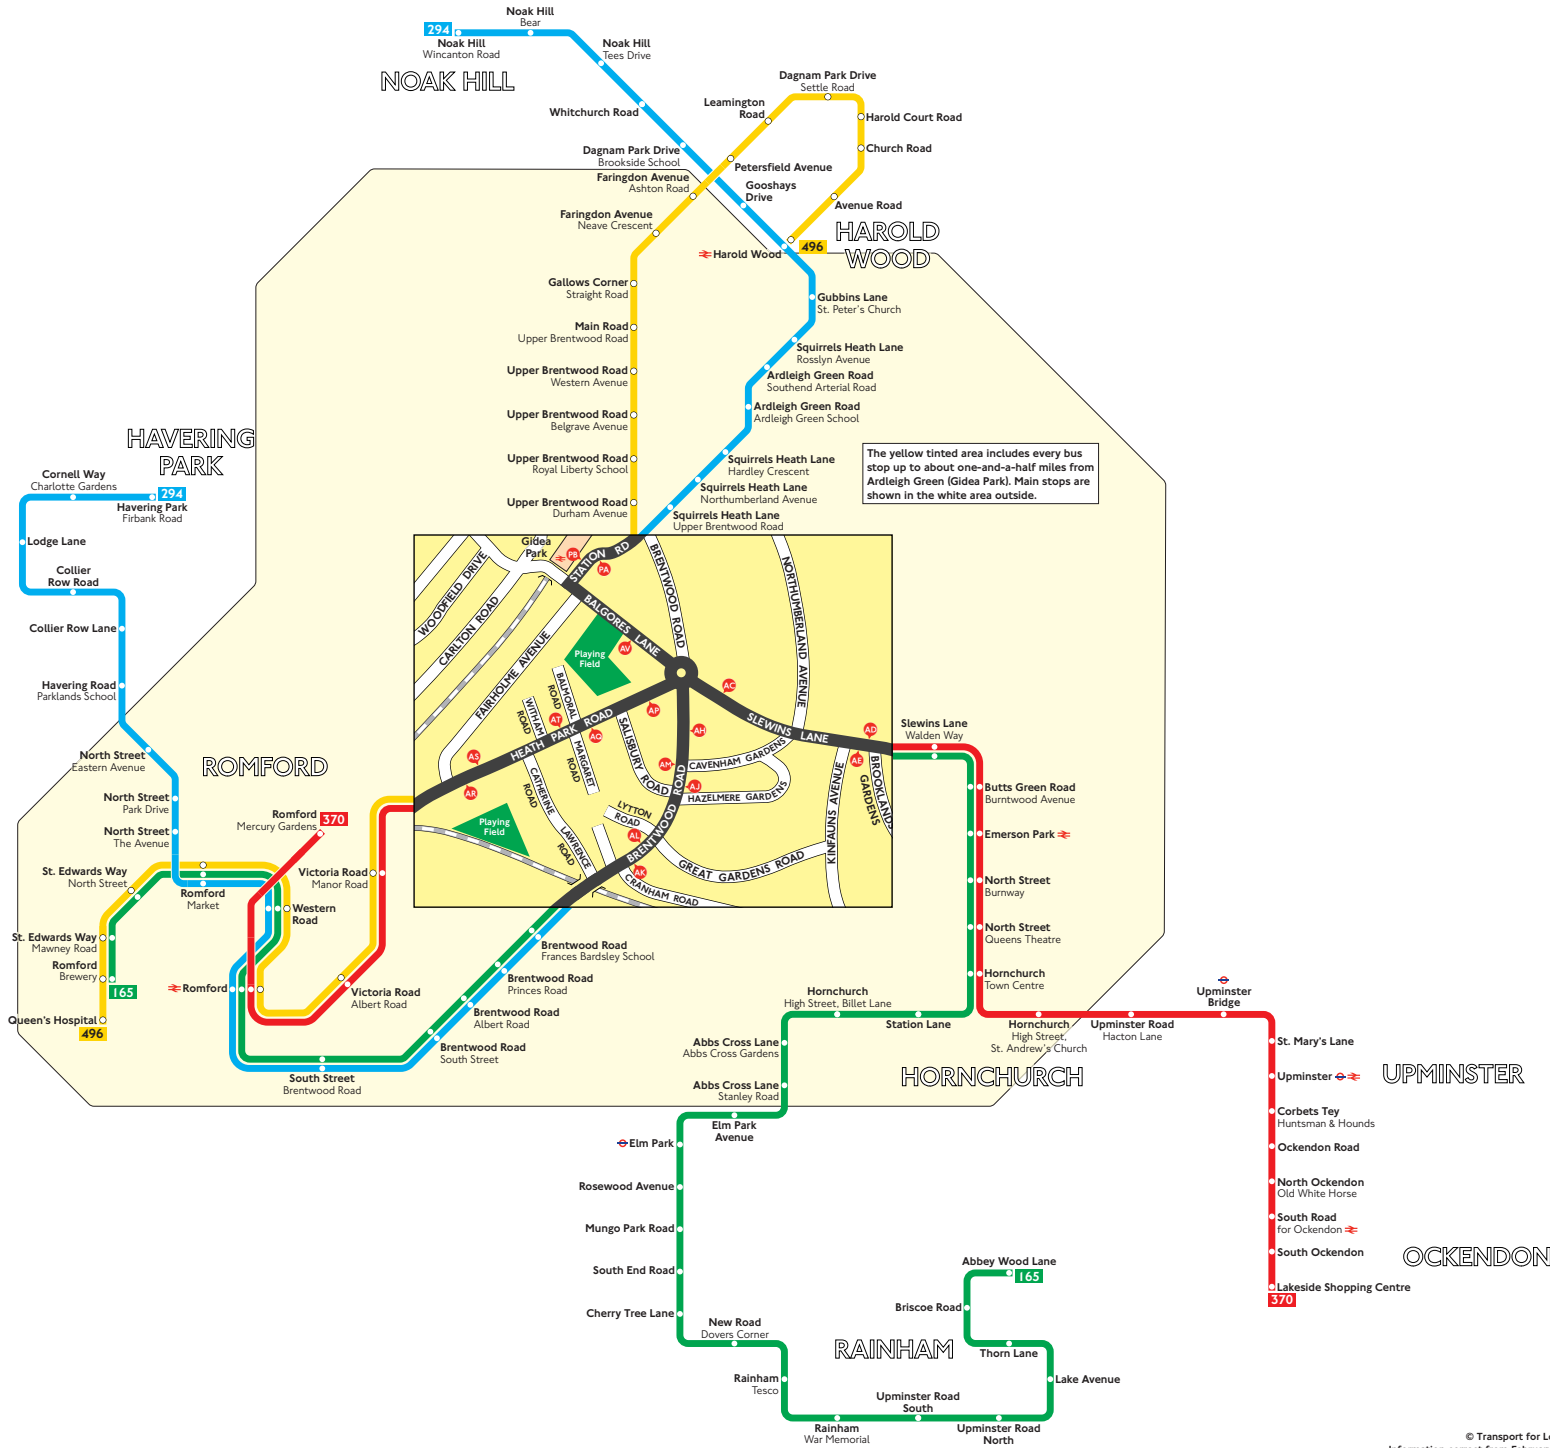 294
Noak Hill
Wincanton Road
Noak Hill
Bear
Noak Hill
Tees Drive
NOAK HILL
Whitchurch Road
Dagnam Park Drive
Brookside School
Gooshays
Drive
Harold Wood
496
HAROLD
WOOD
Dagnam Park Drive
Settle Road
Leamington
Road
Harold Court Road
Church Road
Avenue Road
Petersfield Avenue
Faringdon Avenue
Ashton Road
Faringdon Avenue
Neave Crescent
Gallows Corner
Straight Road
Main Road
Upper Brentwood Road
Upper Brentwood Road
Western Avenue
Upper Brentwood Road
Belgrave Avenue
Upper Brentwood Road
Royal Liberty School
Upper Brentwood Road
Durham Avenue
Gubbins Lane
St. Peter's Church
Squirrels Heath Lane
Rosslyn Avenue
Ardleigh Green Road
Southend Arterial Road
Ardleigh Green Road
Ardleigh Green School
Squirrels Heath Lane
Hardley Crescent
Squirrels Heath Lane
Northumberland Avenue
Squirrels Heath Lane
Upper Brentwood Road
The yellow tinted area includes every bus
stop up to about one-and-a-half miles from
Ardleigh Green (Gidea Park). Main stops are
shown in the white area outside.
HAVERING
PARK
Cornell Way
Charlotte Gardens
294
Havering Park
Firbank Road
Lodge Lane
Collier
Row Road
Collier Row Lane
Havering Road
Parklands School
North Street
Eastern Avenue
North Street
Park Drive
North Street
The Avenue
ROMFORD
Romford
Mercury Gardens
370
St. Edwards Way
North Street
Romford
Market
Western
Road
St. Edwards Way
Mawney Road
Romford
Brewery
165
Queen's Hospital
496
Romford
Victoria Road
Manor Road
Victoria Road
Albert Road
South Street
Brentwood Road
Brentwood Road
Frances Bardsley School
Brentwood Road
Princes Road
Brentwood Road
Albert Road
Brentwood Road
South Street
Gidea
Park
PB
PA
STATION RD
BRENTWOOD ROAD
NORTHUMBERLAND AVENUE
WOODFIELD DRIVE
CARLTON ROAD
FAIRHOLME AVENUE
BALGORES LANE
Playing
Field
AV
AC
AP
AH
AT
AQ
AS
AR
AM
AJ
AL
AK
AD
AE
BALMORAL
ROAD
WITHAM
ROAD
HEATH PARK ROAD
MARGARET
ROAD
SALISBURY ROAD
CATHERINE
ROAD
LAWRENCE
ROAD
SLEWINS LANE
CAVENHAM GARDENS
HAZELMERE GARDENS
LYTTON
ROAD
BRENTWOOD ROAD
GREAT GARDENS ROAD
CRANHAM ROAD
KINFAUNS AVENUE
BROOKLANDS
GARDENS
Playing
Field
Slewins Lane
Walden Way
Butts Green Road
Burntwood Avenue
Emerson Park
North Street
Burnway
North Street
Queens Theatre
Hornchurch
Town Centre
Hornchurch
High Street, Billet Lane
Station Lane
Abbs Cross Lane
Abbs Cross Gardens
Abbs Cross Lane
Stanley Road
HORNCHURCH
Hornchurch
High Street,
St. Andrew's Church
Upminster Road
Hacton Lane
Upminster
Bridge
St. Mary's Lane
Upminster
UPMINSTER
Corbets Tey
Huntsman & Hounds
Ockendon Road
North Ockendon
Old White Horse
South Road
for Ockendon
South Ockendon
OCKENDON
Lakeside Shopping Centre
370
Elm Park
Avenue
Elm Park
Rosewood Avenue
Mungo Park Road
South End Road
Cherry Tree Lane
New Road
Dovers Corner
Rainham
Tesco
RAINHAM
Rainham
War Memorial
Upminster Road
South
Upminster Road
North
Lake Avenue
Thorn Lane
Briscoe Road
Abbey Wood Lane
165
© Transport for